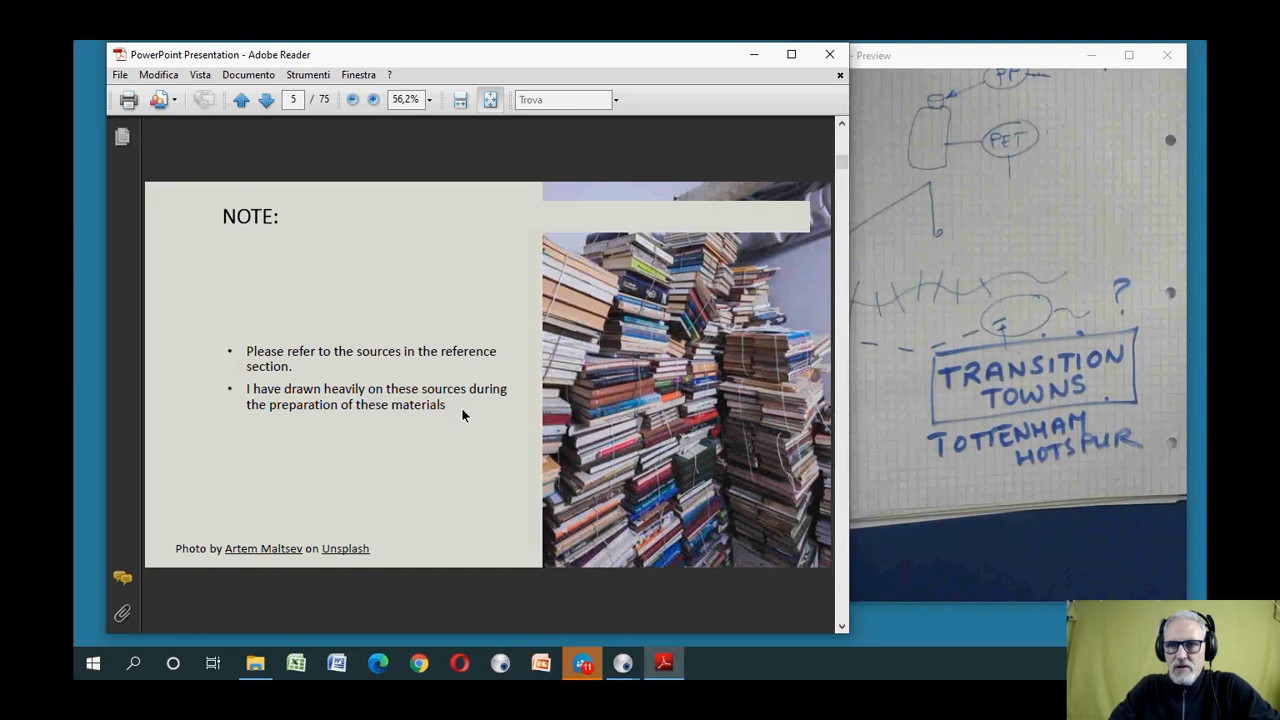 PowerPoint Presentation - Adobe Reader
File Modifica Vista Documento Strumenti Finestra ?
5 / 75 56,2% Trova
NOTE:
• Please refer to the sources in the reference
section.
• I have drawn heavily on these sources during
the preparation of these materials
Photo by Artem Maltsev on Unsplash
- Preview
PET
?
TRANSITION
TOWNS
TOTTENHAM
HOTSPUR
11